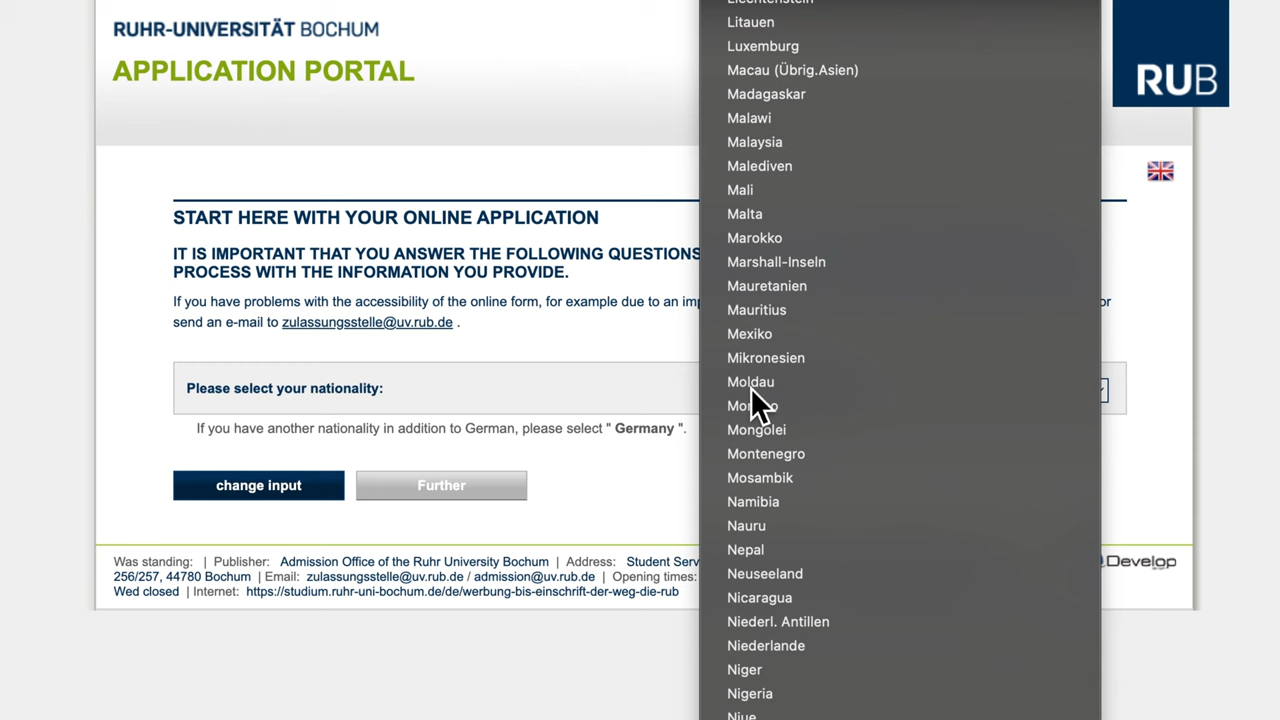 RUHR-UNIVERSITÄT BOCHUM
APPLICATION PORTAL
RUB
START HERE WITH YOUR ONLINE APPLICATION
IT IS IMPORTANT THAT YOU ANSWER THE FOLLOWING QUESTIONS
PROCESS WITH THE INFORMATION YOU PROVIDE.
If you have problems with the accessibility of the online form, for example due to an or
send an e-mail to zulassungsstelle@uv.rub.de .
Please select your nationality:
If you have another nationality in addition to German, please select " Germany ".
change input
Further
Was standing: | Publisher: Admission Office of the Ruhr University Bochum | Address: Student
256/257, 44780 Bochum | Email: zulassungsstelle@uv.rub.de / admission@uv.rub.de | Opening times:
Wed closed | Internet: https://studium.ruhr-uni-bochum.de/de/werbung-bis-einschrift-der-weg-die-rub
Develop
Liechtenstein
Litauen
Luxemburg
Macau (Übrig.Asien)
Madagaskar
Malawi
Malaysia
Malediven
Mali
Malta
Marokko
Marshall-Inseln
Mauretanien
Mauritius
Mexiko
Mikronesien
Moldau
Mongolei
Montenegro
Mosambik
Namibia
Nauru
Nepal
Neuseeland
Nicaragua
Niederl. Antillen
Niederlande
Niger
Nigeria
Niue